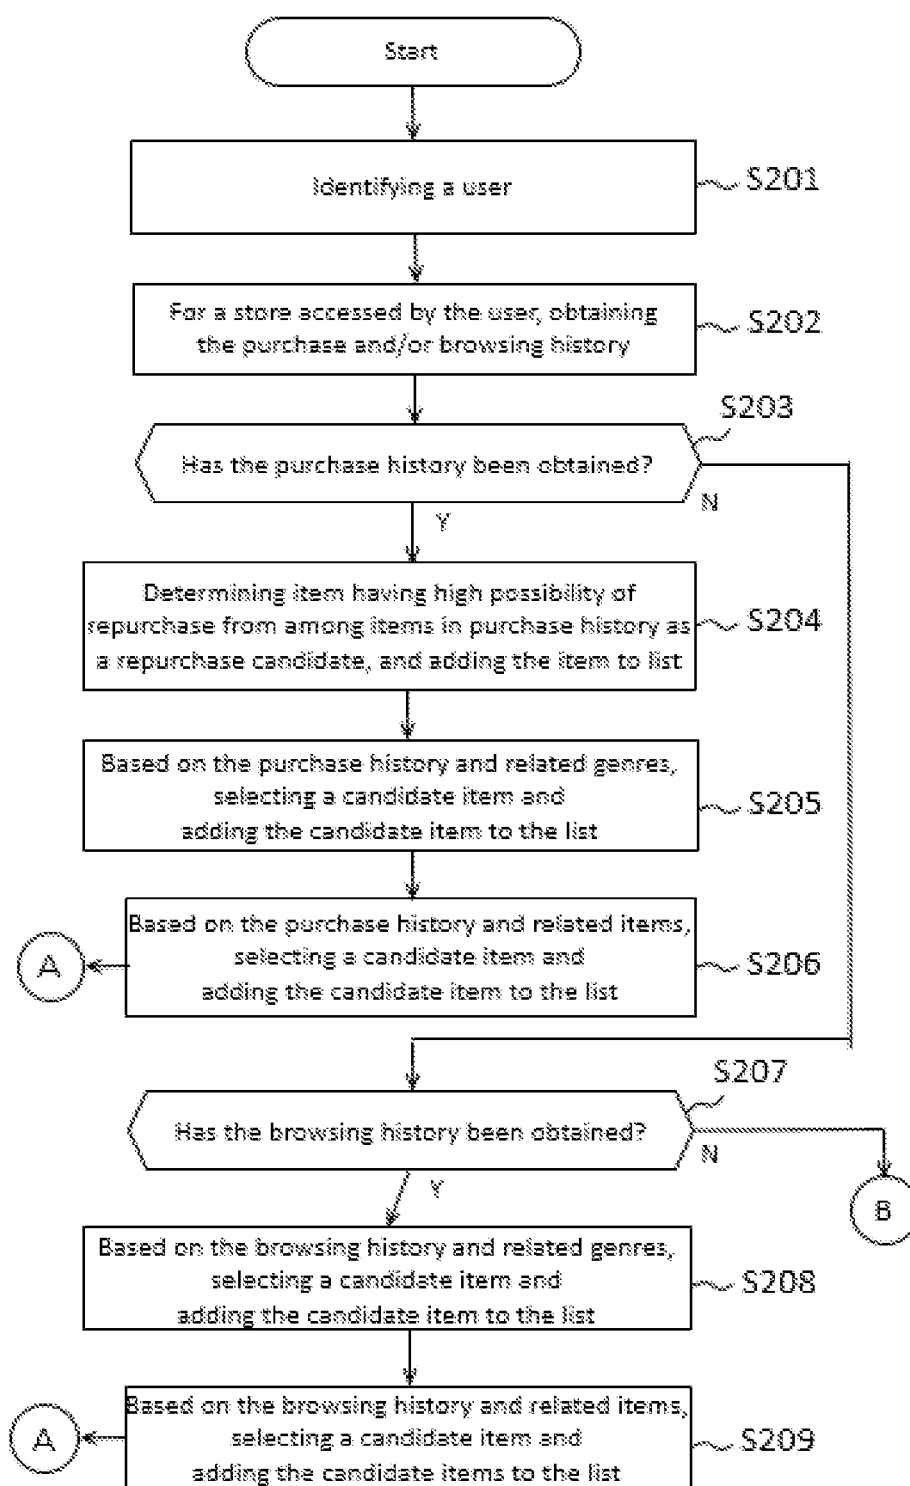 Start
Identifying a user
S201
For a store accessed by the user, obtaining
the purchase and/or browsing history
S202
S203
Has the purchase history been obtained?
N
Y
Determining item having high possibility of
repurchase from among items in purchase history as
a repurchase candidate, and adding the item to list
S204
Based on the purchase history and related genres,
selecting a candidate item and
adding the candidate item to the list
S205
Based on the purchase history and related items,
selecting a candidate item and
adding the candidate item to the list
A
S206
S207
Has the browsing history been obtained?
N
Y
B
Based on the browsing history and related genres,
selecting a candidate item and
adding the candidate item to the list
S208
Based on the browsing history and related items,
selecting a candidate item and
adding the candidate items to the list
A
S209